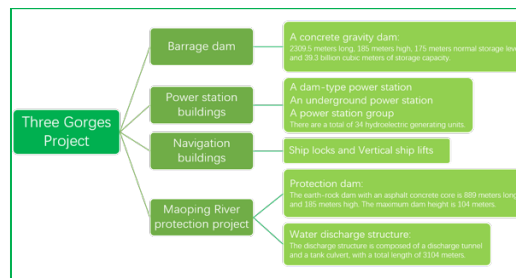 Three Gorges
Project
Barrage dam
A concrete gravity dam:
2309.5 meters long, 185 meters high, 175 meters normal storage leve
and 39.3 billion cubic meters of storage capacity.
Power station
buildings
A dam-type power station
An underground power station
A power station group
There are a total of 34 hydroelectric generating units.
Navigation
buildings
Ship locks and Vertical ship lifts
Maoping River
protection project
Protection dam:
The earth-rock dam with an asphalt concrete core is 889 meters long
and 185 meters high. The maximum dam height is 104 meters.
Water discharge structure:
The discharge structure is composed of a discharge tunnel
and a tank culvert, with a total length of 3104 meters.